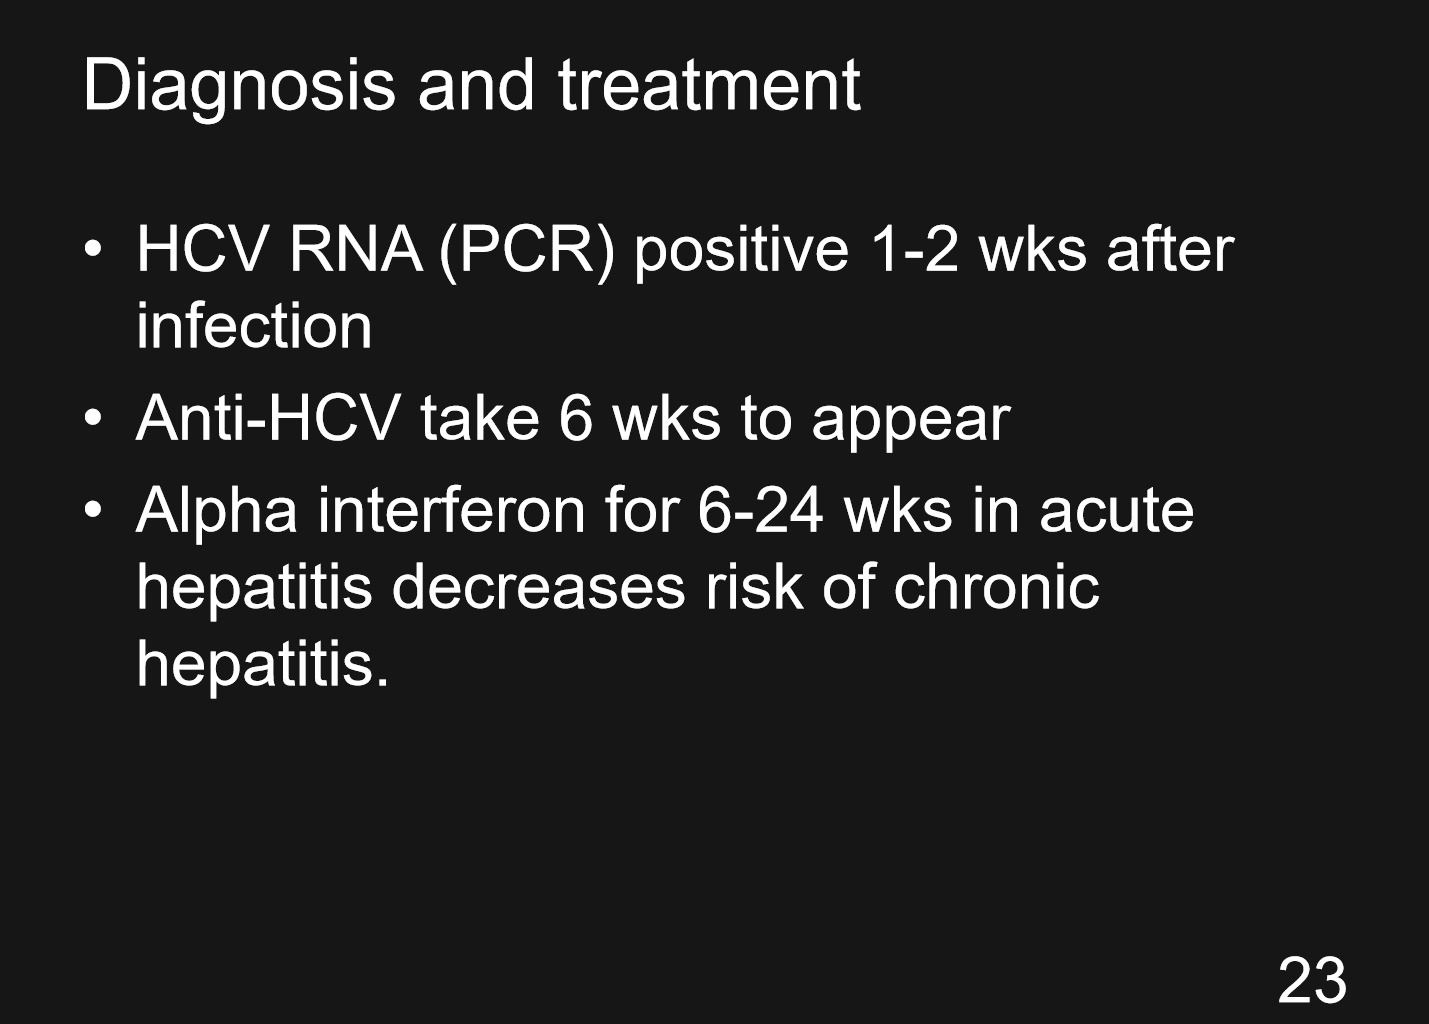 Diagnosis and treatment
• HCV RNA (PCR) positive 1-2 wks after
infection
• Anti-HCV take 6 wks to appear
• Alpha interferon for 6-24 wks in acute
hepatitis decreases risk of chronic
hepatitis.
23